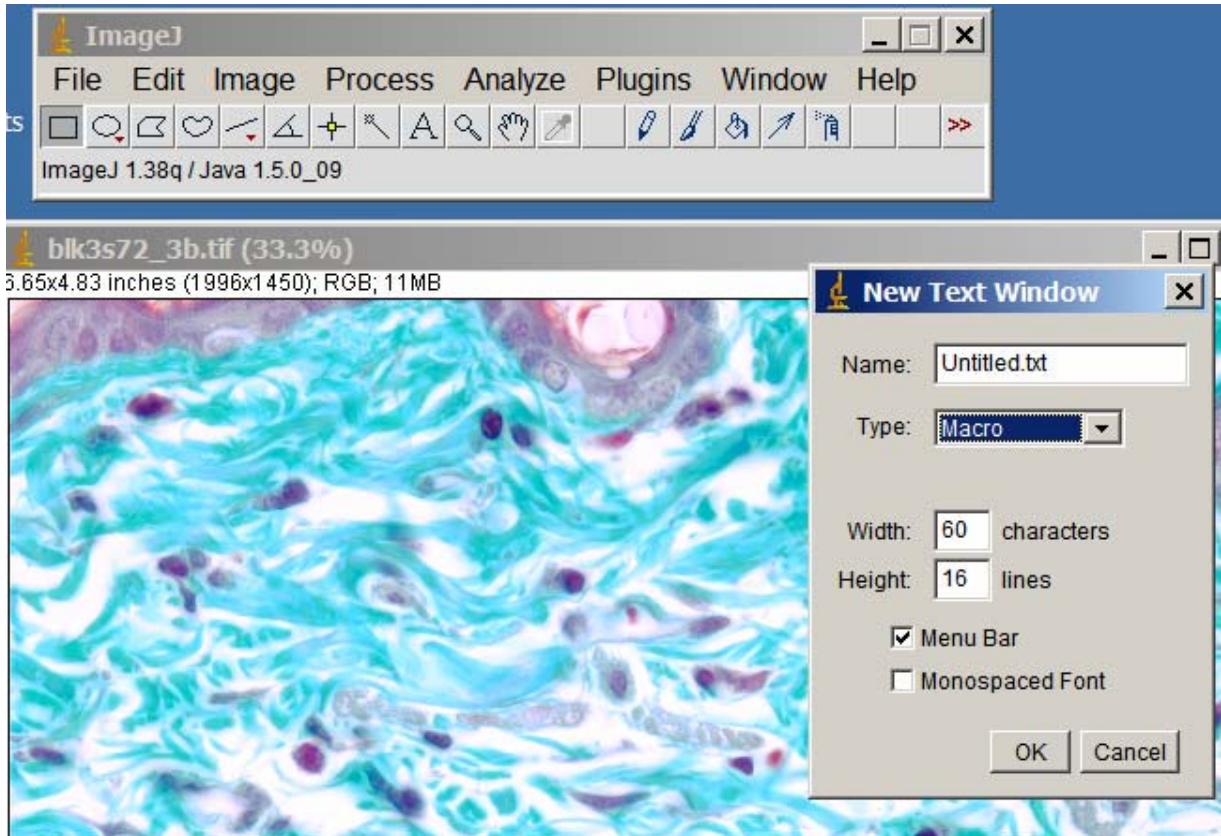 ImageJ
File Edit Image Process Analyze Plugins Window Help
ts
A
>>
ImageJ 1.38q / Java 1.5.0_09
blk3s72_3b.tif (33.3%)
6.65x4.83 inches (1996x1450); RGB; 11MB
New Text Window
Name: Untitled.txt
Type: Macro
Width: 60 characters
Height: 16 lines
Menu Bar
Monospaced Font
OK Cancel